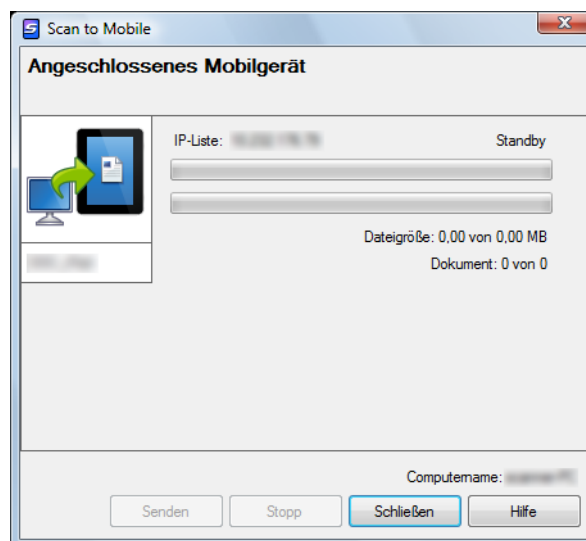 Scan to Mobile
Angeschlossenes Mobilgerät
IP-Liste:
Standby
Dateigröße: 0,00 von 0,00 MB
Dokument: 0 von 0
Computername:
Senden
Stopp
Schließen
Hilfe